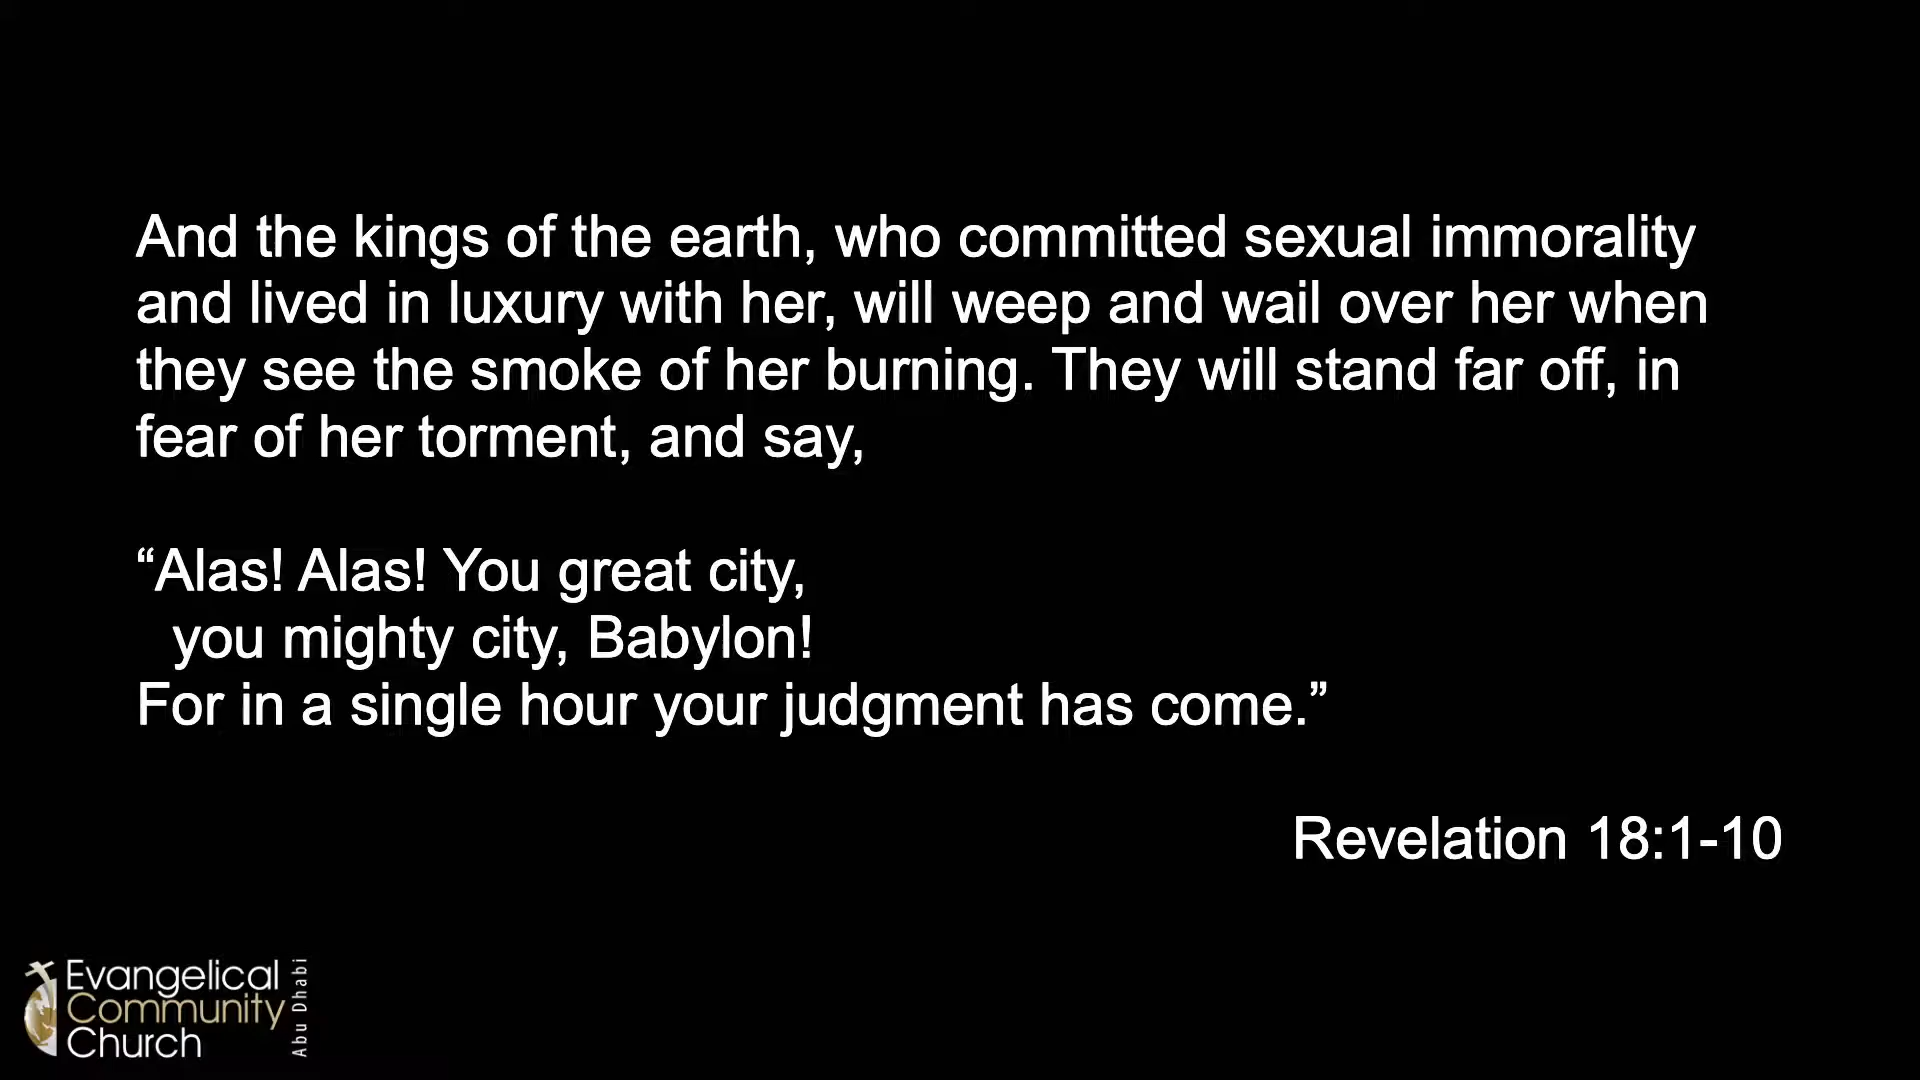 And the kings of the earth, who committed sexual immorality
and lived in luxury with her, will weep and wail over her when
they see the smoke of her burning. They will stand far off, in
fear of her torment, and say,
“Alas! Alas! You great city,
you mighty city, Babylon!
For in a single hour your judgment has come.”
Revelation 18:1-10
Evangelical
Community
Church
Abu Dhabi